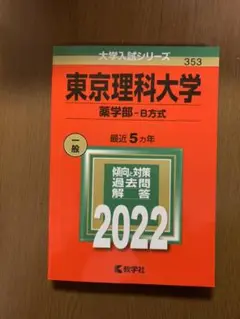 大学入試シリーズ
353
東京理科大学
薬学部-B方式
一般
最近5カ年
傾向と対策
過去問
解答
2022
教学社